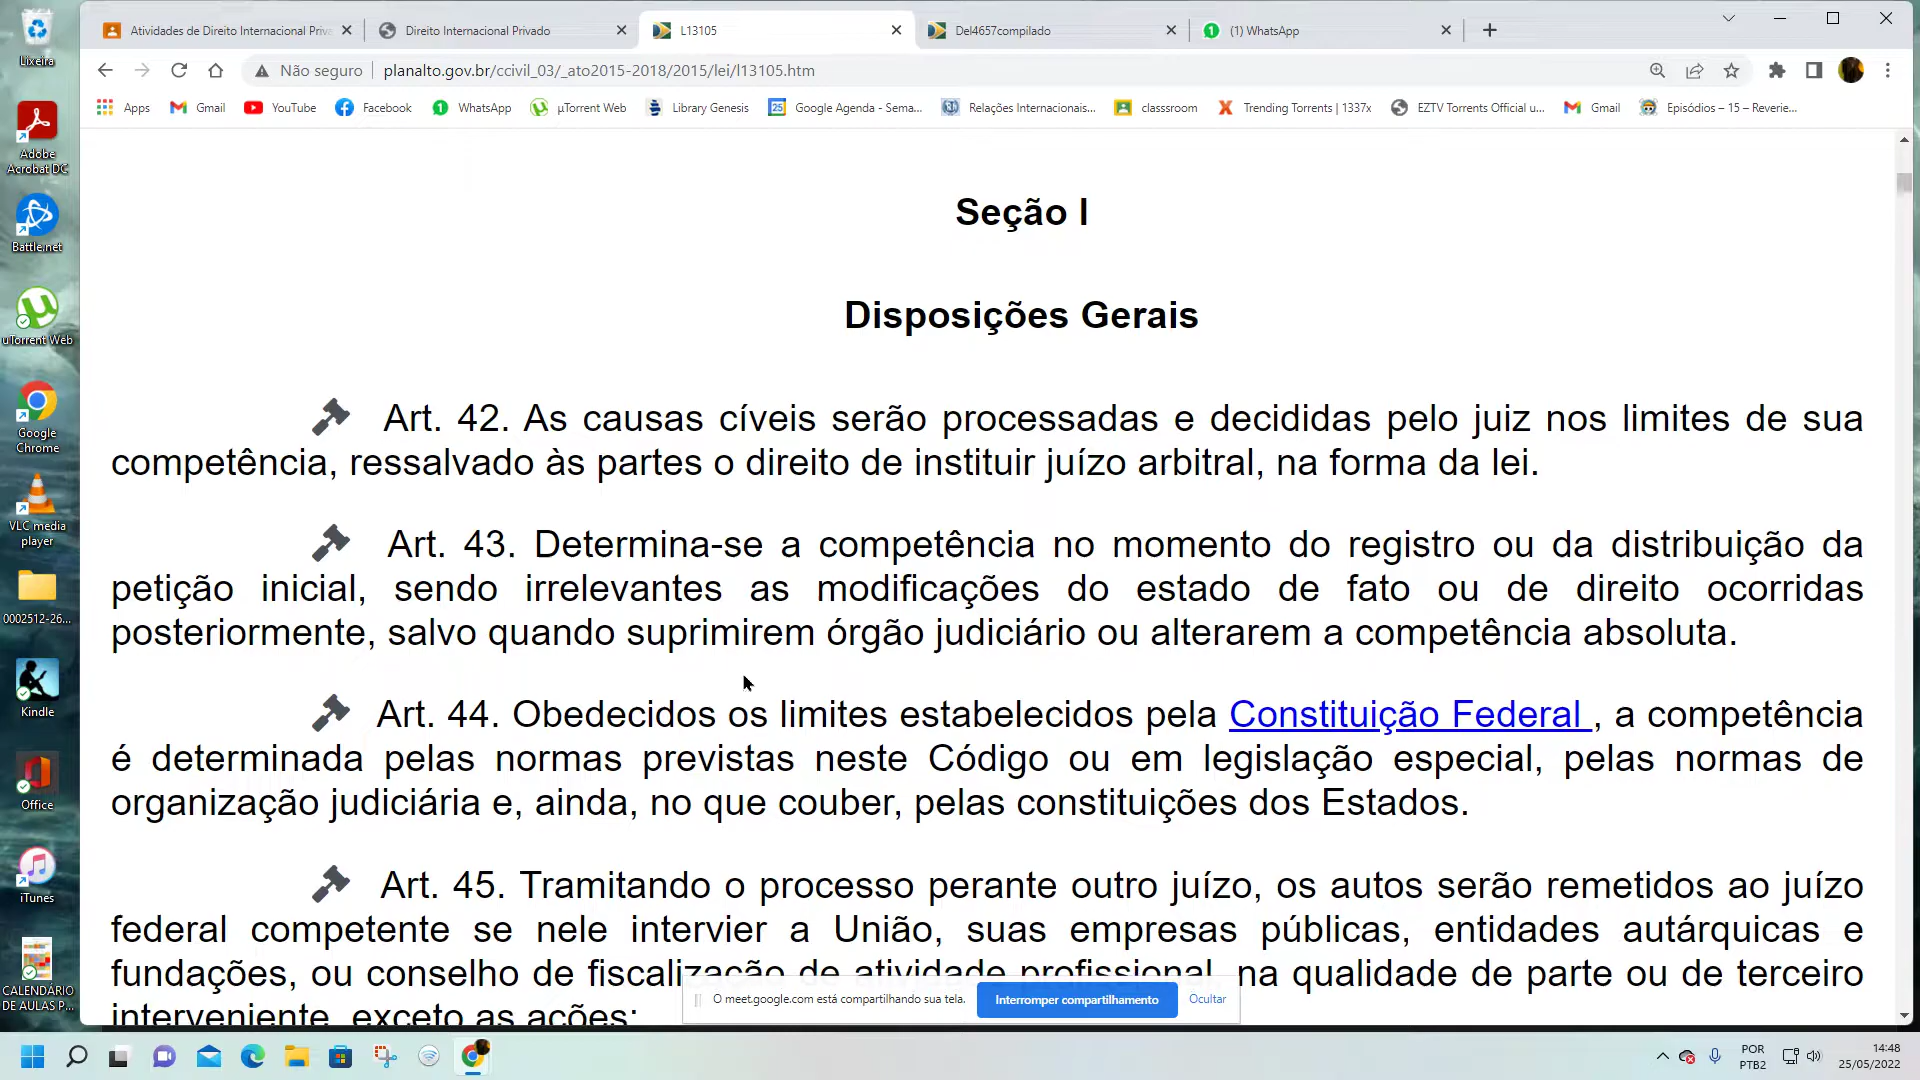 Atividades de Direito Internacional Priva
Direito Internacional Privado
L13105
Del4657compilado
(1) WhatsApp
Não seguro
planalto.gov.br/ccivil_03/_ato2015-2018/2015/lei/l13105.htm
Apps
Gmail
YouTube
Facebook
WhatsApp
µTorrent Web
Library Genesis
Google Agenda - Sema...
Relações Internacionais...
classsroom
Trending Torrents | 1337x
EZTV Torrents Official u...
Gmail
Episódios – 15 – Reverie...
Lixeira
Adobe
Acrobat DC
Battle.net
uTorrent Web
Google
Chrome
VLC media
player
0002512-26...
Kindle
Office
iTunes
CALENDÁRIO
DE AULAS P...
Seção I
Disposições Gerais
Art. 42. As causas cíveis serão processadas e decididas pelo juiz nos limites de sua
competência, ressalvado às partes o direito de instituir juízo arbitral, na forma da lei.
Art. 43. Determina-se a competência no momento do registro ou da distribuição da
petição inicial, sendo irrelevantes as modificações do estado de fato ou de direito ocorridas
posteriormente, salvo quando suprimirem órgão judiciário ou alterarem a competência absoluta.
Art. 44. Obedecidos os limites estabelecidos pela Constituição Federal , a competência
é determinada pelas normas previstas neste Código ou em legislação especial, pelas normas de
organização judiciária e, ainda, no que couber, pelas constituições dos Estados.
Art. 45. Tramitando o processo perante outro juízo, os autos serão remetidos ao juízo
federal competente se nele intervier a União, suas empresas públicas, entidades autárquicas e
fundações, ou conselho de fiscalização de atividade profissional, na qualidade de parte ou de terceiro
interveniente, exceto as ações:
O meet.google.com está compartilhando sua tela.
Interromper compartilhamento
Ocultar
POR
PTB2
14:48
25/05/2022